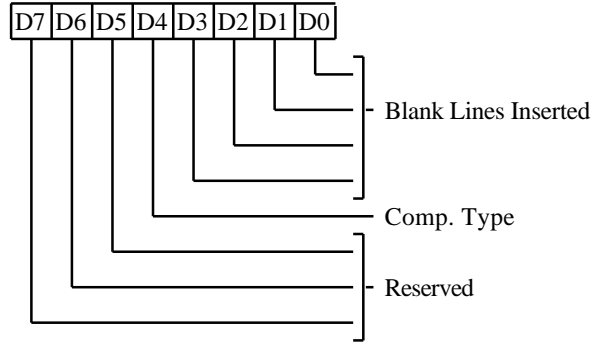 D7 D6 D5 D4 D3 D2 D1 D0
Blank Lines Inserted
Comp. Type
Reserved